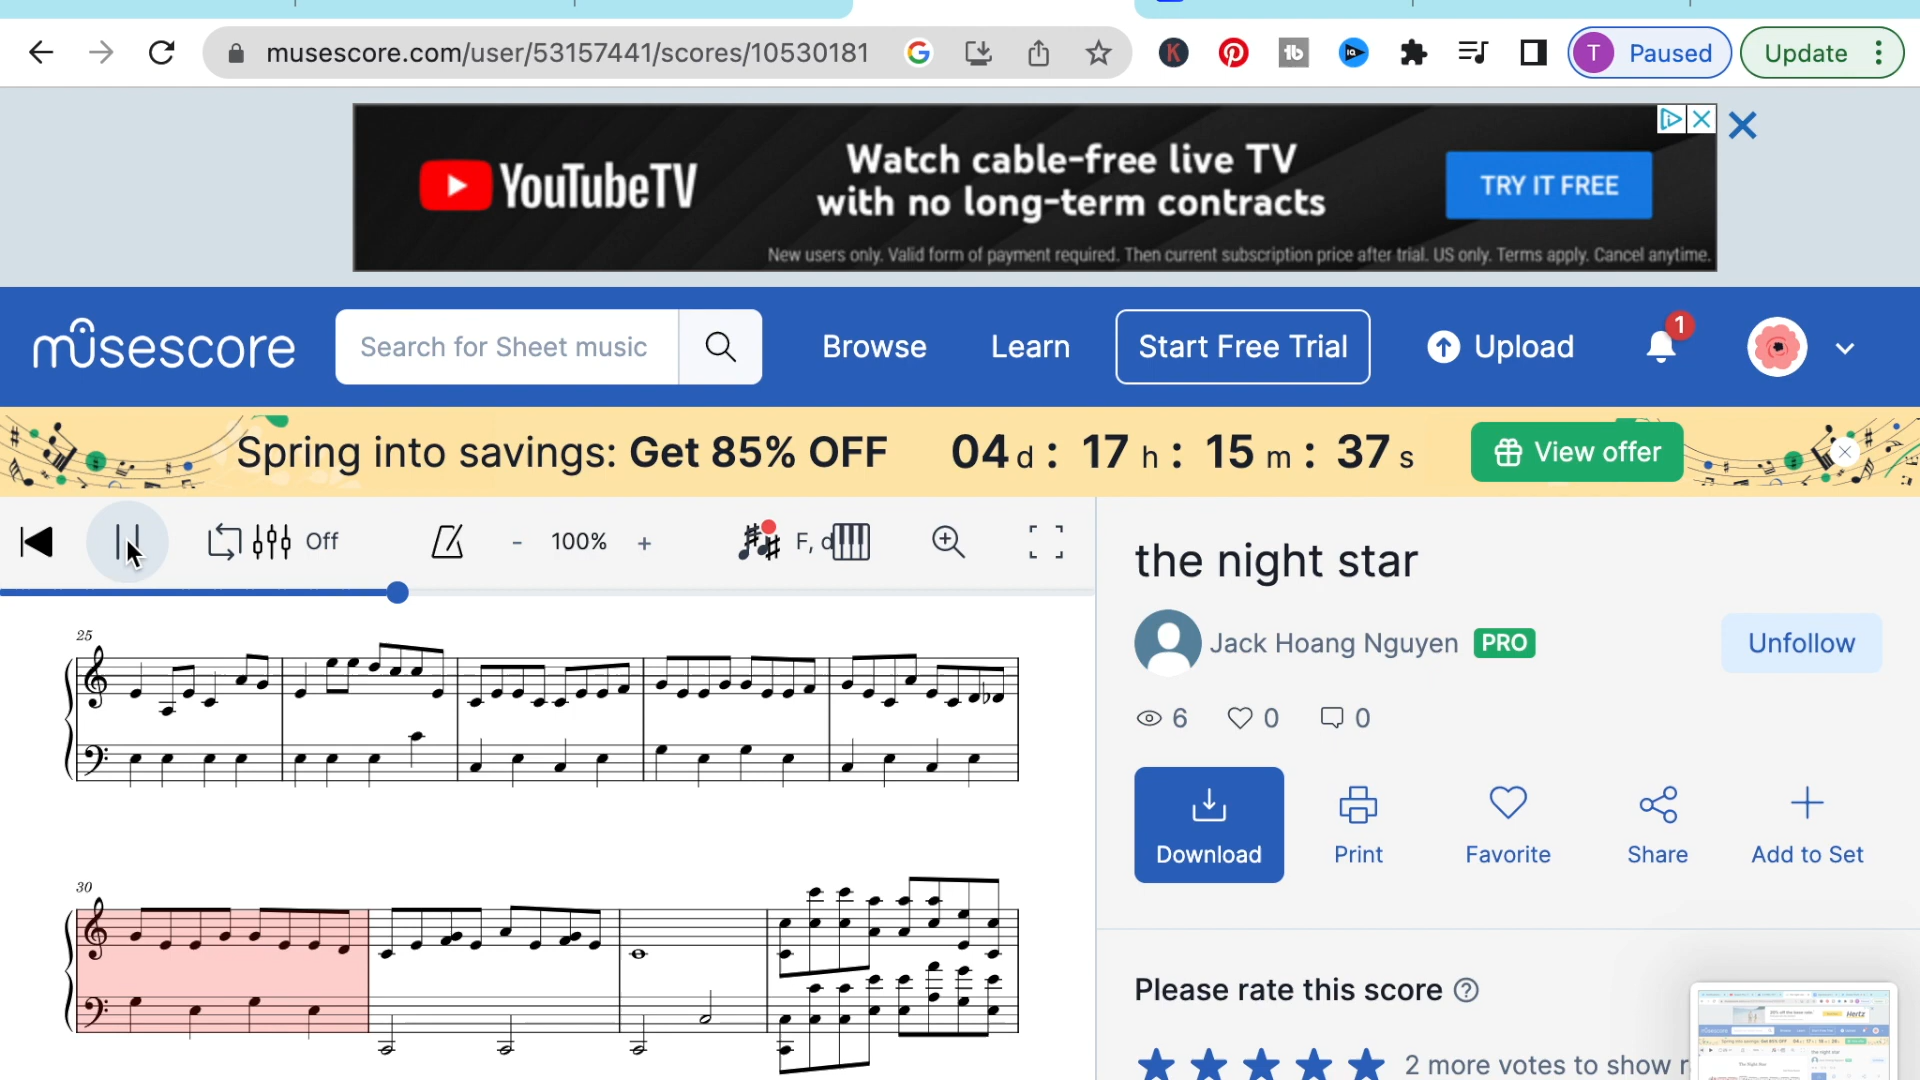 musescore.com/user/53157441/scores/10530181
K
tb
IQ
T Paused
Update
YouTubeTV
Watch cable-free live TV
with no long-term contracts
TRY IT FREE
New users only. Valid form of payment required. Then current subscription price after trial. US only. Terms apply. Cancel anytime.
musescore
Search for Sheet music
Browse
Learn
Start Free Trial
Upload
1
Spring into savings: Get 85% OFF
04 d : 17 h : 15 m : 37 s
View offer
Off
- 100% +
F, d
the night star
Jack Hoang Nguyen PRO
Unfollow
6
0
0
Download
Print
Favorite
Share
Add to Set
25
30
Please rate this score
2 more votes to show
Hertz